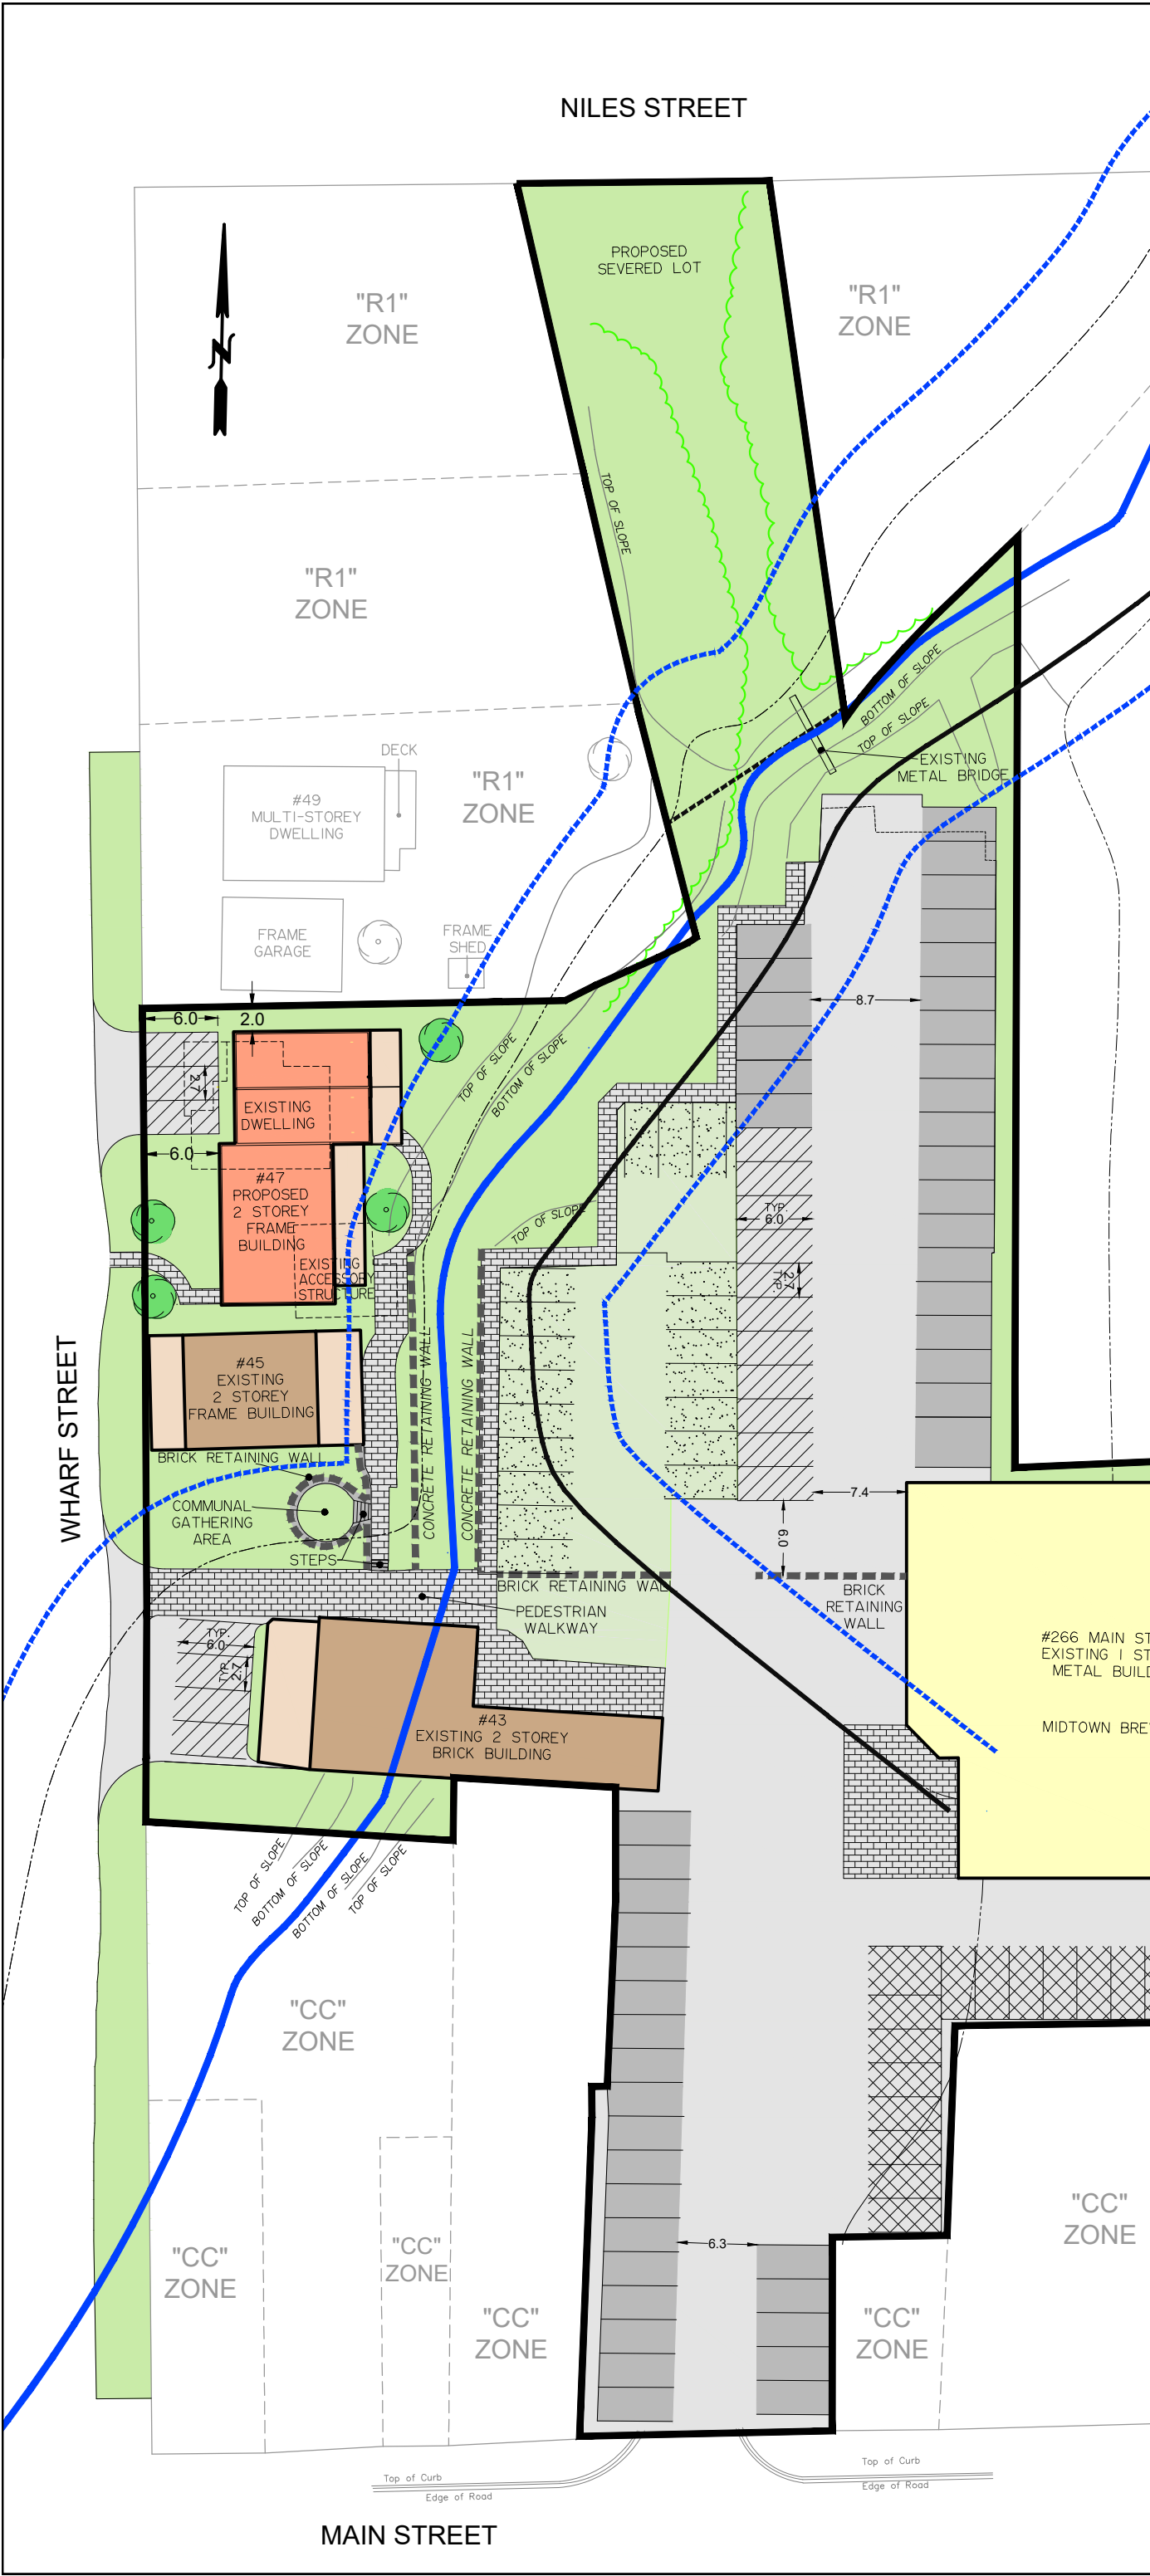 NILES STREET
PROPOSED
SEVERED LOT
"R1"
ZONE
"R1"
ZONE
N
TOP OF SLOPE
"R1"
ZONE
BOTTOM OF SLOPE
TOP OF SLOPE
EXISTING
METAL BRIDGE
DECK
"R1"
ZONE
#49
MULTI-STOREY
DWELLING
FRAME
GARAGE
FRAME
SHED
8.7
6.0
2.0
TOP OF SLOPE
BOTTOM OF SLOPE
2.7
EXISTING
DWELLING
6.0
#47
PROPOSED
2 STOREY
FRAME
BUILDING
EXISTING
ACCESSORY
STRUCTURE
TOP OF SLOPE
TYP.
6.0
2.7
TYP.
WHARF STREET
#45
EXISTING
2 STOREY
FRAME BUILDING
CONCRETE RETAINING WALL
CONCRETE RETAINING WALL
BRICK RETAINING WALL
COMMUNAL
GATHERING
AREA
STEPS
7.4
6.0
BRICK RETAINING WAL
BRICK
RETAINING
WALL
PEDESTRIAN
WALKWAY
TYP.
6.0
TYP.
2.7
#266 MAIN ST
EXISTING 1 ST
METAL BUILD
MIDTOWN BRE
#43
EXISTING 2 STOREY
BRICK BUILDING
TOP OF SLOPE
BOTTOM OF SLOPE
BOTTOM OF SLOPE
TOP OF SLOPE
"CC"
ZONE
"CC"
ZONE
"CC"
ZONE
"CC"
ZONE
6.3
"CC"
ZONE
"CC"
ZONE
Top of Curb
Edge of Road
Top of Curb
Edge of Road
MAIN STREET